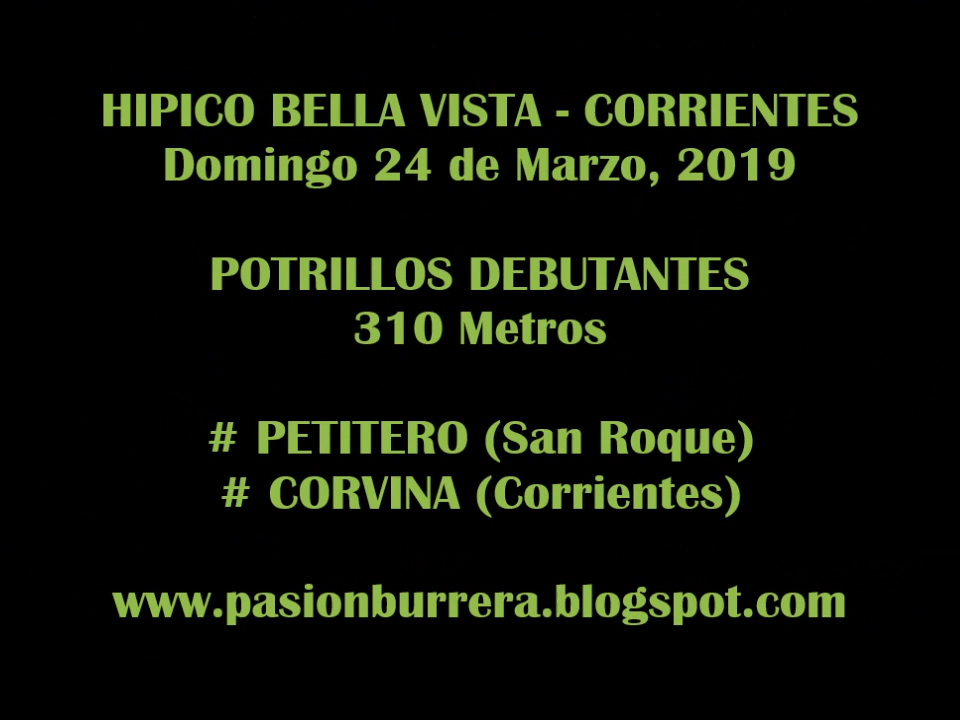 HIPICO BELLA VISTA - CORRIENTES
Domingo 24 de Marzo, 2019
POTRILLOS DEBUTANTES
310 Metros
# PETITERO (San Roque)
# CORVINA (Corrientes)
www.pasionburrera.blogspot.com